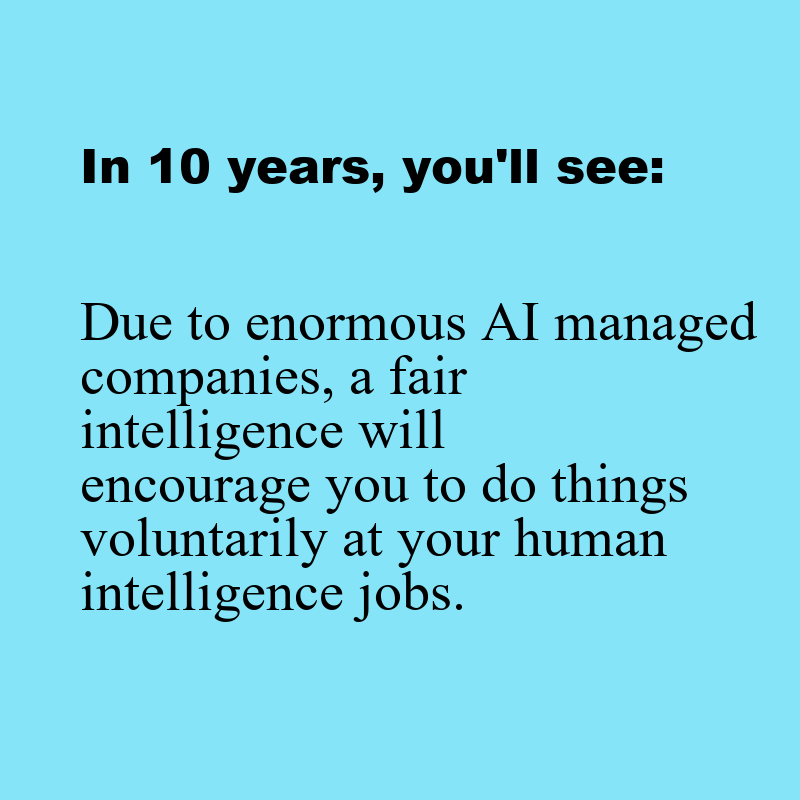 In 10 years, you'll see:
Due to enormous AI managed
companies, a fair
intelligence will
encourage you to do things
voluntarily at your human
intelligence jobs.